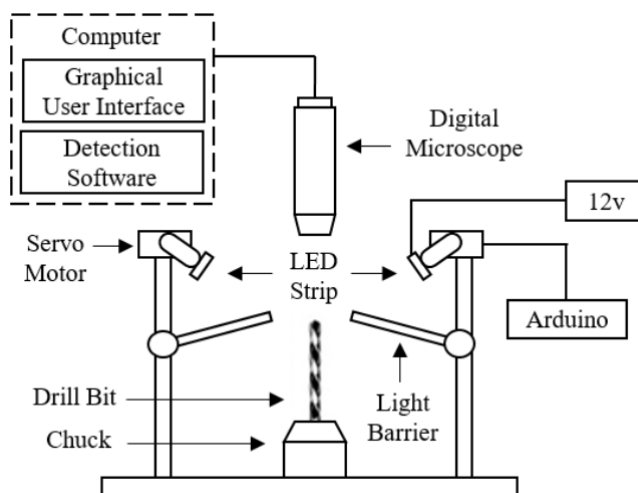 Computer
Graphical
User Interface
Detection
Software
Digital
Microscope
12v
Servo
Motor
LED
Strip
Arduino
Drill Bit
Chuck
Light
Barrier